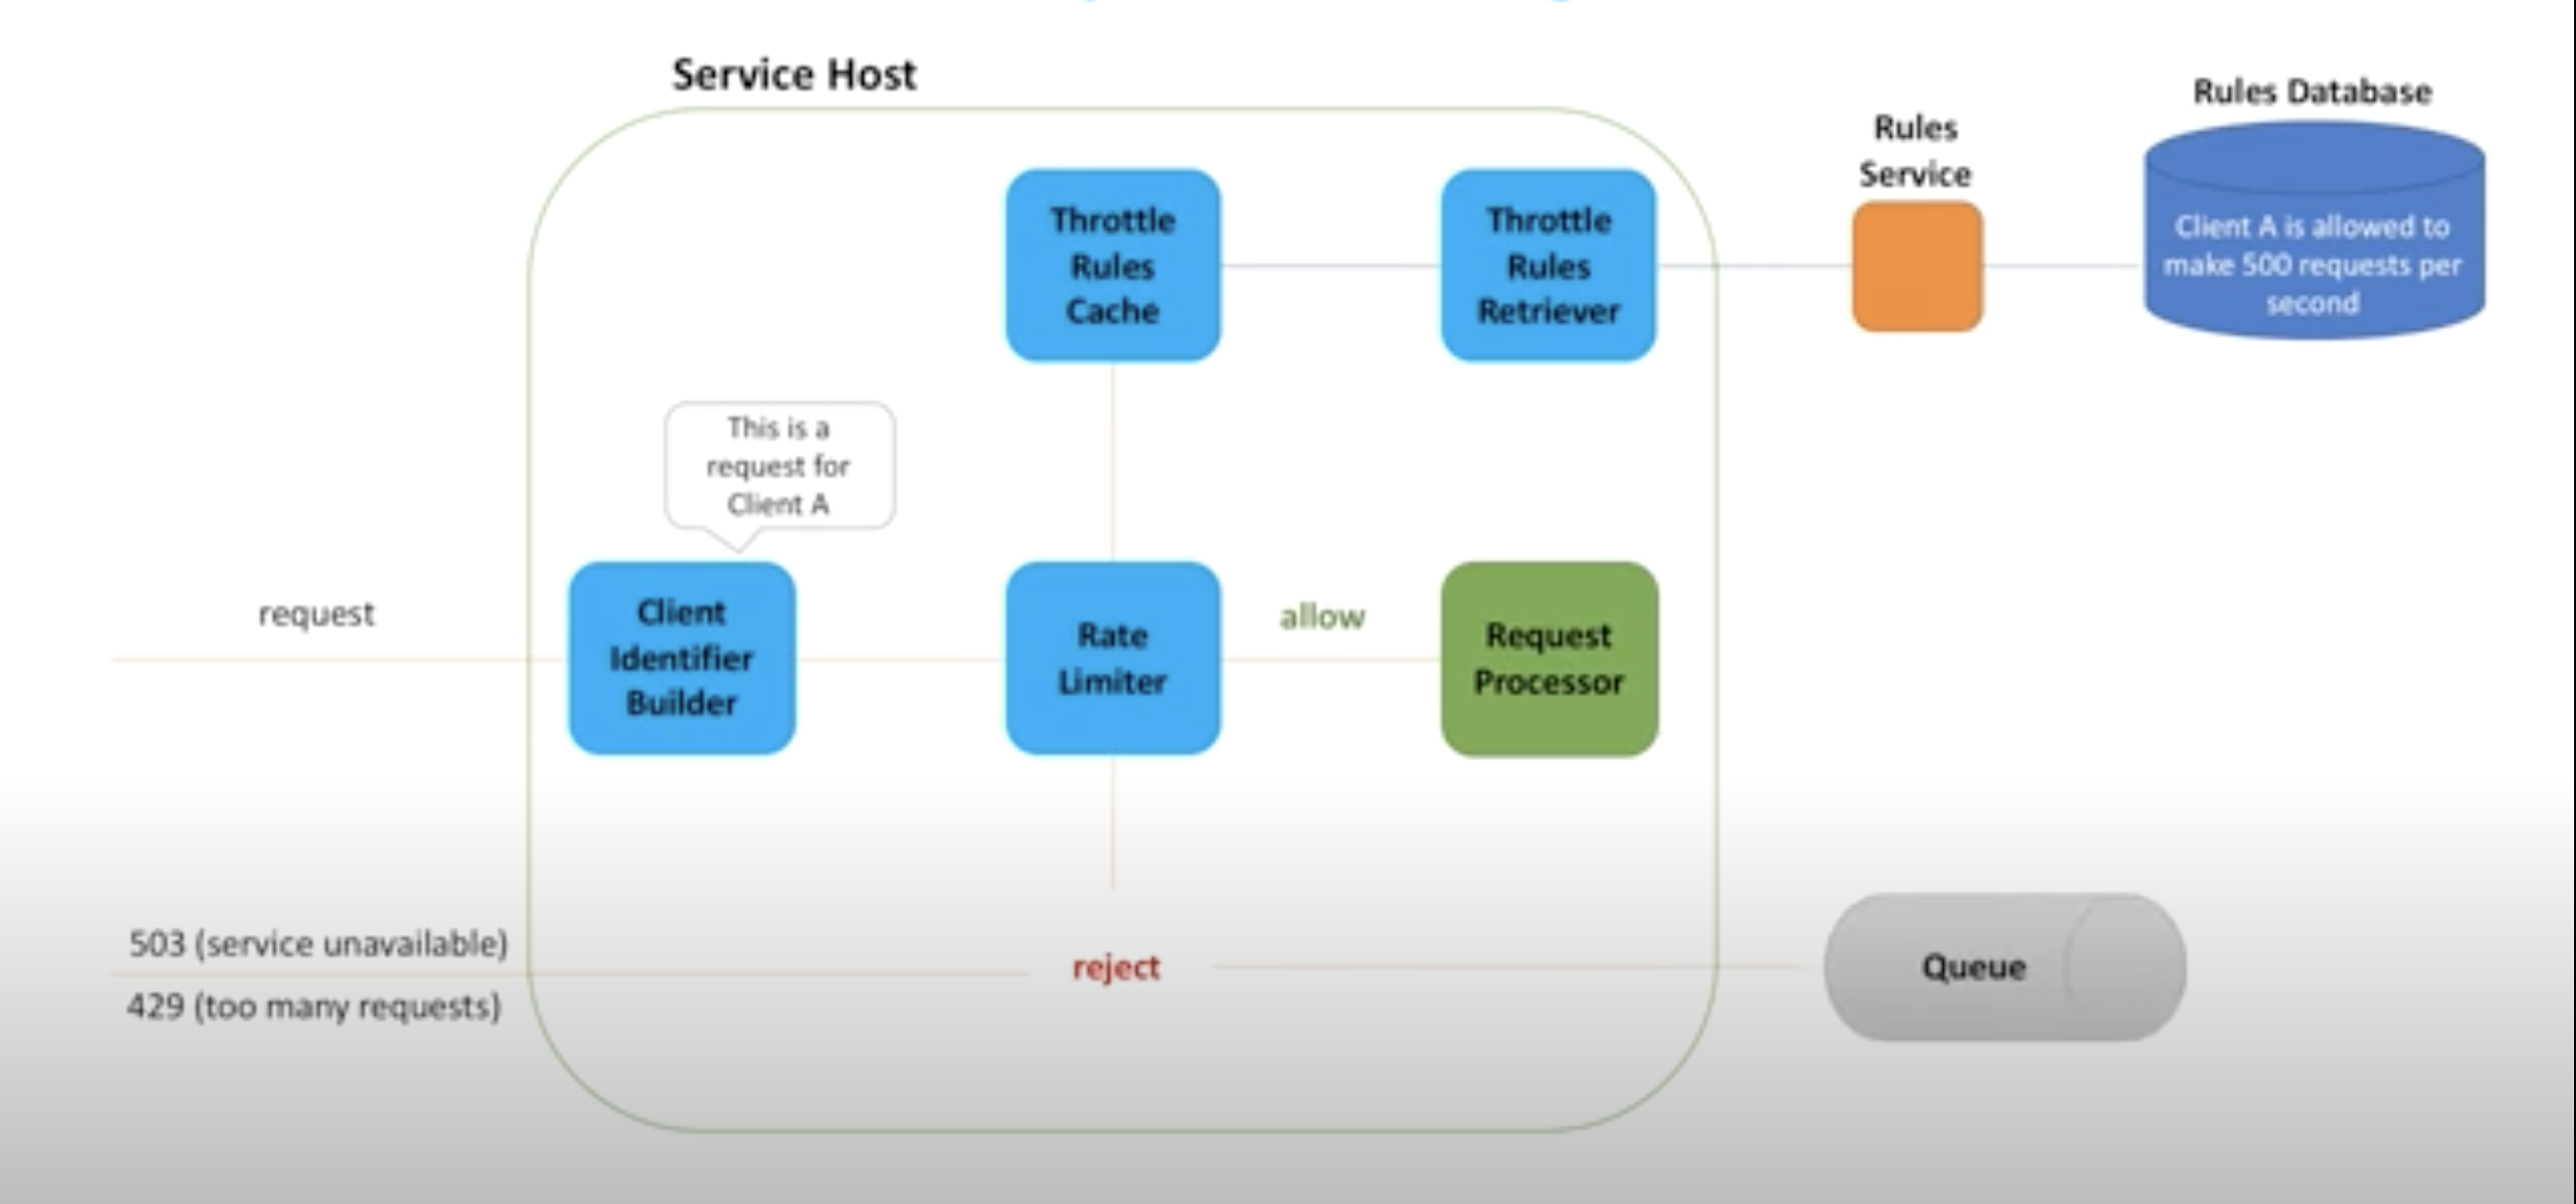 Service Host
Rules Database
Rules
Service
Throttle
Rules
Cache
Throttle
Rules
Retriever
Client A is allowed to
make 500 requests per
second
This is a
request for
Client A
request
Client
Identifier
Builder
Rate
Limiter
allow
Request
Processor
503 (service unavailable)
429 (too many requests)
reject
Queue